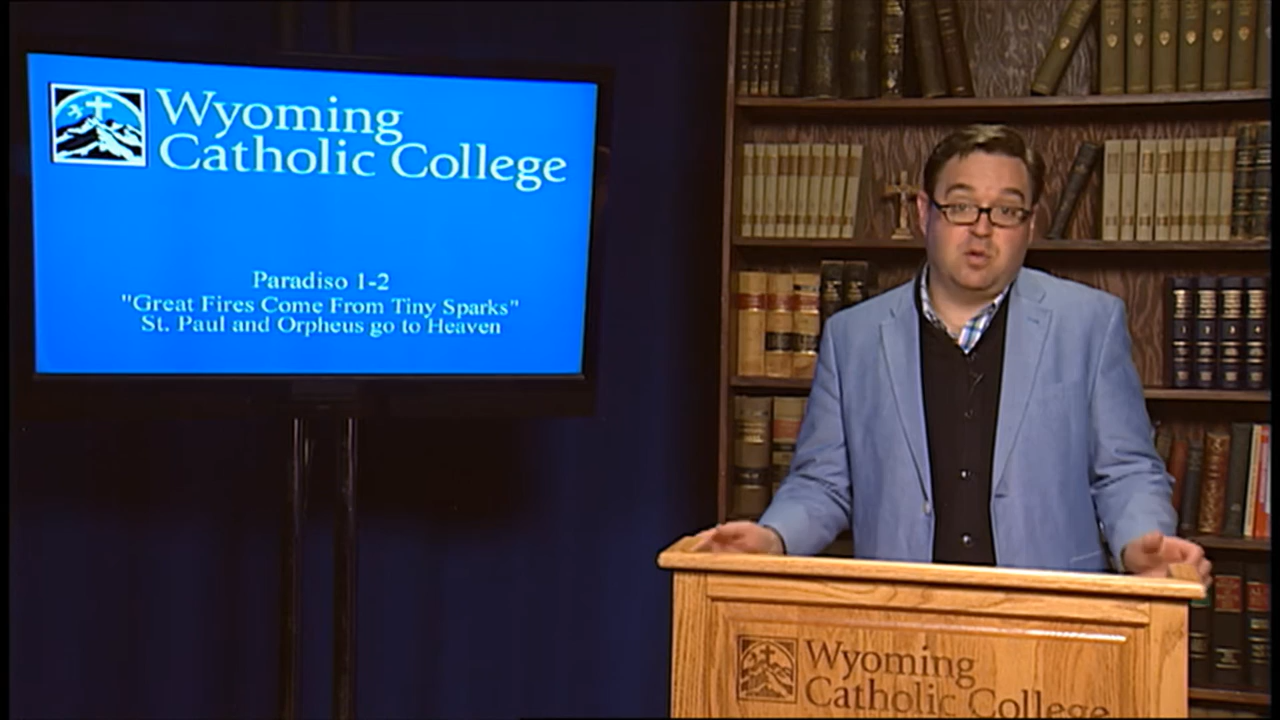 Wyoming
Catholic College
Paradiso 1-2
"Great Fires Come From Tiny Sparks"
St. Paul and Orpheus go to Heaven
Wyoming
Catholic College